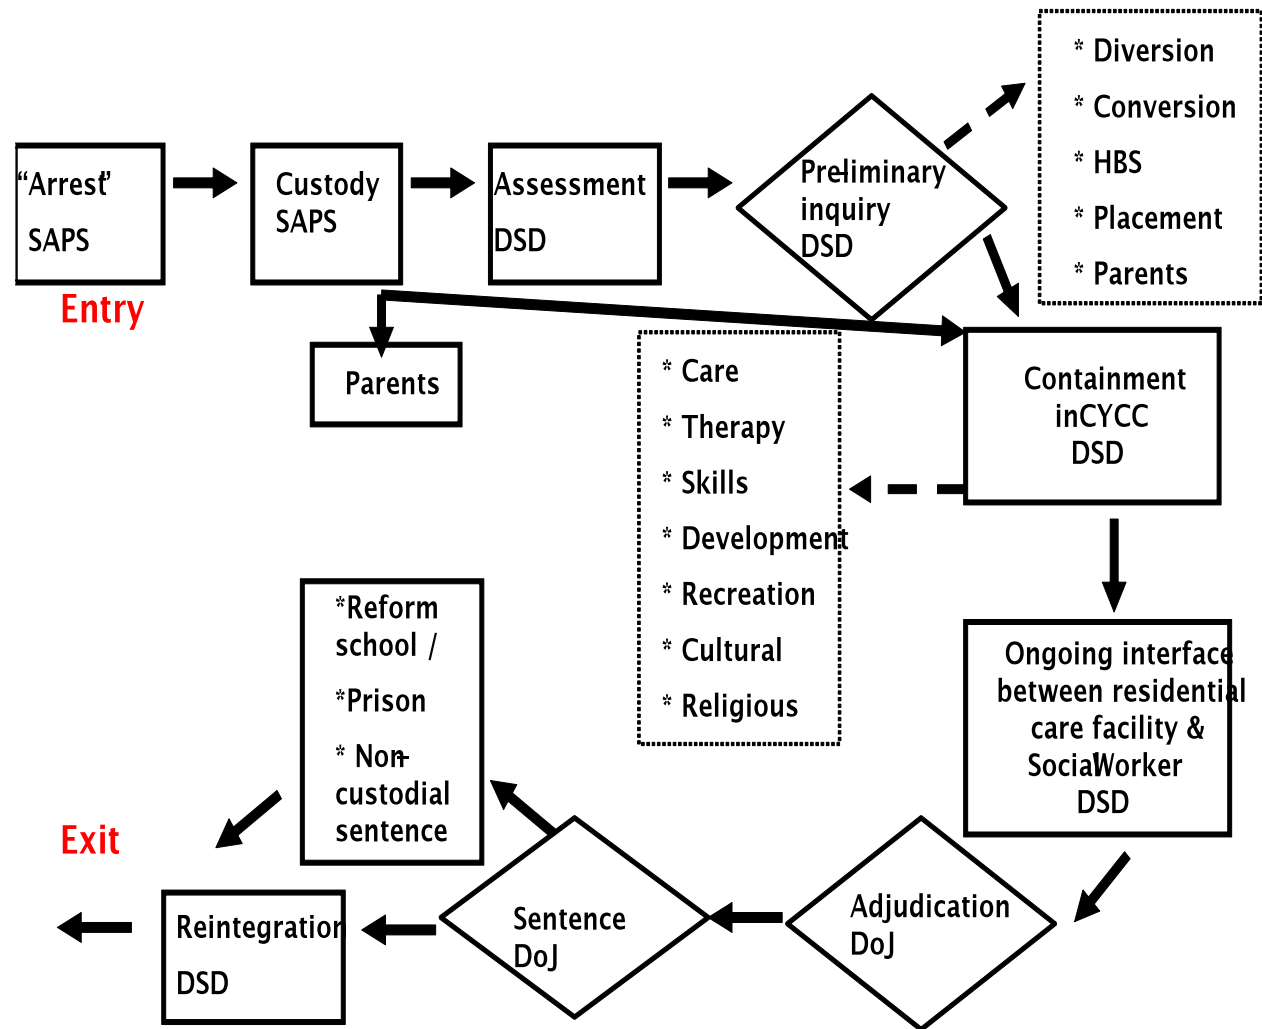 “Arrest”
SAPS
Entry
Custody
SAPS
Assessment
DSD
Preliminary
inquiry
DSD
* Diversion
* Conversion
* HBS
* Placement
* Parents
Parents
* Care
* Therapy
* Skills
* Development
* Recreation
* Cultural
* Religious
Containment
inCYCC
DSD
Ongoing interface
between residential
care facility &
SocialWorker
DSD
Adjudication
DoJ
Sentence
DoJ
*Reform
school /
*Prison
* Non-
custodial
sentence
Exit
Reintegration
DSD